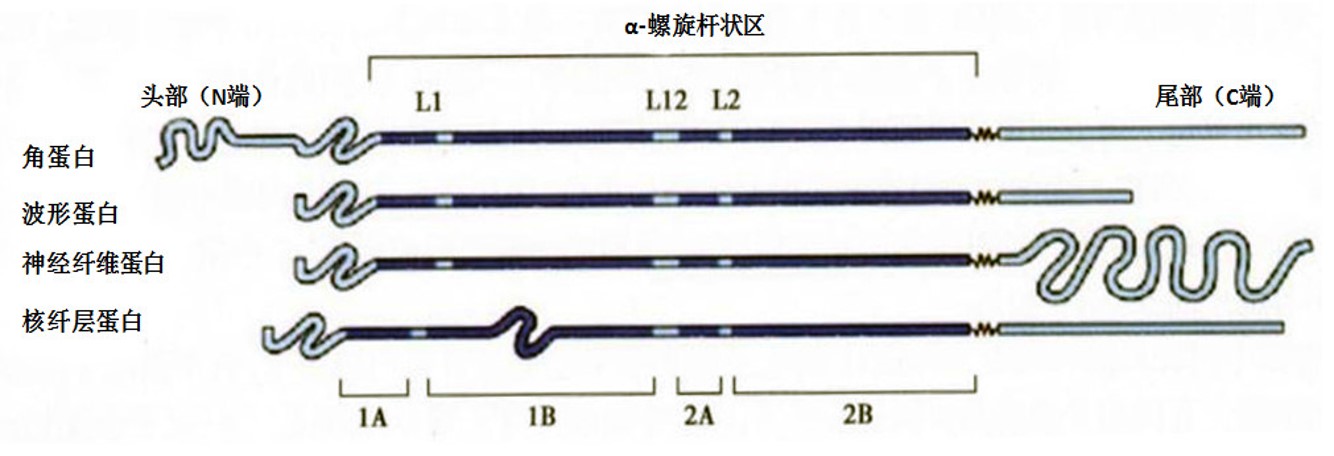 α-螺旋杆状区
头部（N端）
L1
L12
L2
尾部（C端）
角蛋白
波形蛋白
神经纤维蛋白
核纤层蛋白
1A
1B
2A
2B